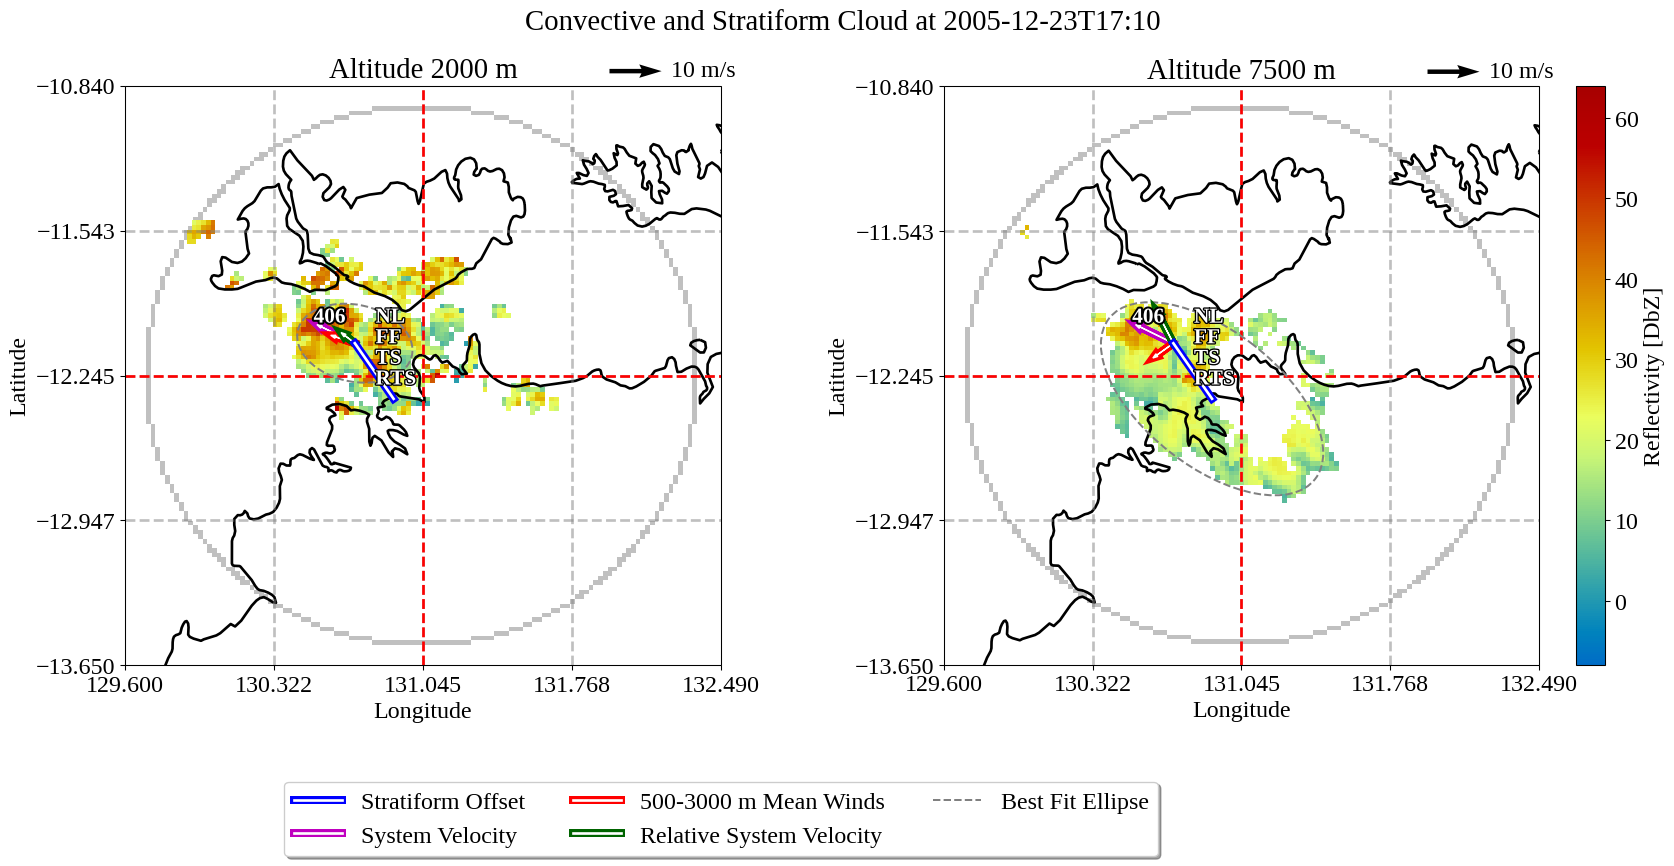 Convective and Stratiform Cloud at 2005-12-23T17:10
Altitude 2000 m
10 m/s
−10.840
−11.543
−12.245
−12.947
−13.650
129.600
130.322
131.045
131.768
132.490
Latitude
Longitude
406
NL
FF
TS
RTS
Altitude 7500 m
10 m/s
−10.840
−11.543
−12.245
−12.947
−13.650
129.600
130.322
131.045
131.768
132.490
Latitude
Longitude
406
NL
FF
TS
RTS
60
50
40
30
20
10
0
Reflectivity [DbZ]
Stratiform Offset
System Velocity
500-3000 m Mean Winds
Relative System Velocity
Best Fit Ellipse